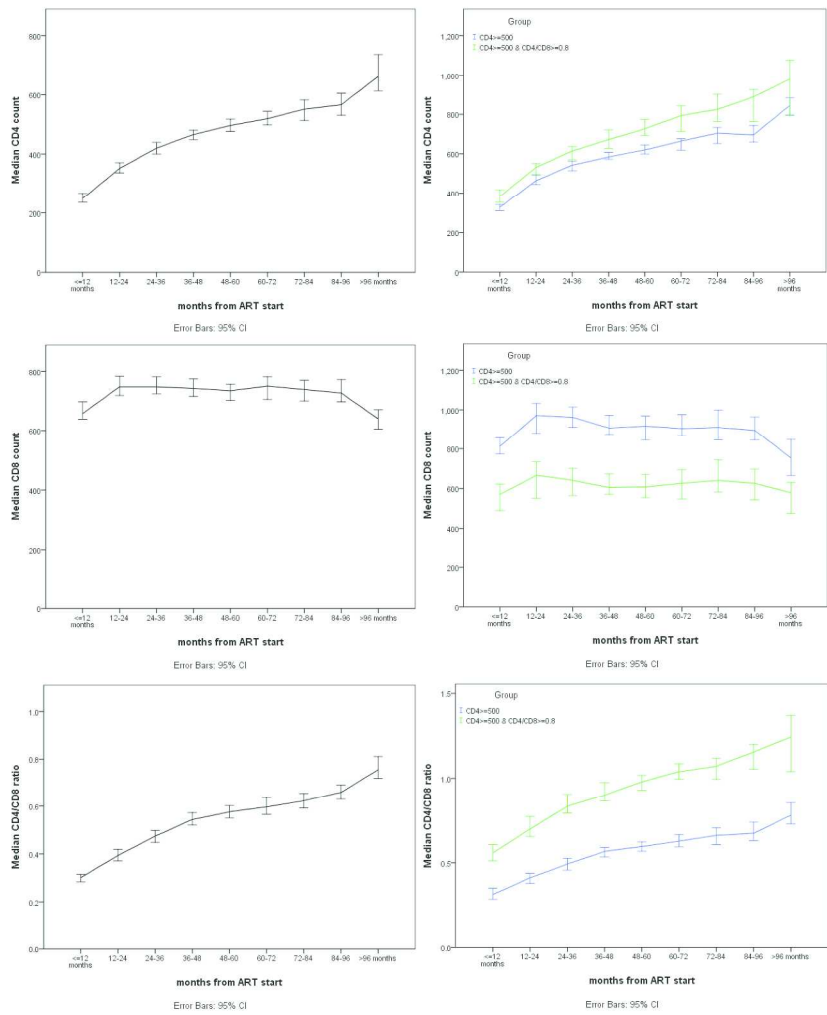 Median CD4 count
800
600
400
200
0
<=12 months
12-24
24-36
36-48
48-60
60-72
72-84
84-96
>96 months
months from ART start
Error Bars: 95% CI
Group
CD4>=500
CD4>=500 & CD4/CD8>=0.8
Median CD4 count
1,200
1,000
800
600
400
200
0
<=12
months
12-24
24-36
36-48
48-60
60-72
72-84
84-96
>96
months
months from ART start
Error Bars: 95% CI
Median CD8 count
800
600
400
200
0
<=12
months
12-24
24-36
36-48
48-60
60-72
72-84
84-96
>96 months
months from ART start
Error Bars: 95% CI
Group
CD4>=500
CD4>=500 & CD4/CD8>=0.8
Median CD8 count
1,200
1,000
800
600
400
200
0
<=12
months
12-24
24-36
36-48
48-60
60-72
72-84
84-96
>96
months
months from ART start
Error Bars: 95% CI
Median CD4/CD8 ratio
1.0
0.8
0.6
0.4
0.2
0.0
<=12
months
12-24
24-36
36-48
48-60
60-72
72-84
84-96
>96 months
months from ART start
Error Bars: 95% CI
Group
CD4>=500
CD4>=500 & CD4/CD8>=0.8
Median CD4/CD8 ratio
1.5
1.0
0.5
0.0
<=12
months
12-24
24-36
36-48
48-60
60-72
72-84
84-96
>96 months
months from ART start
Error Bars: 95% CI